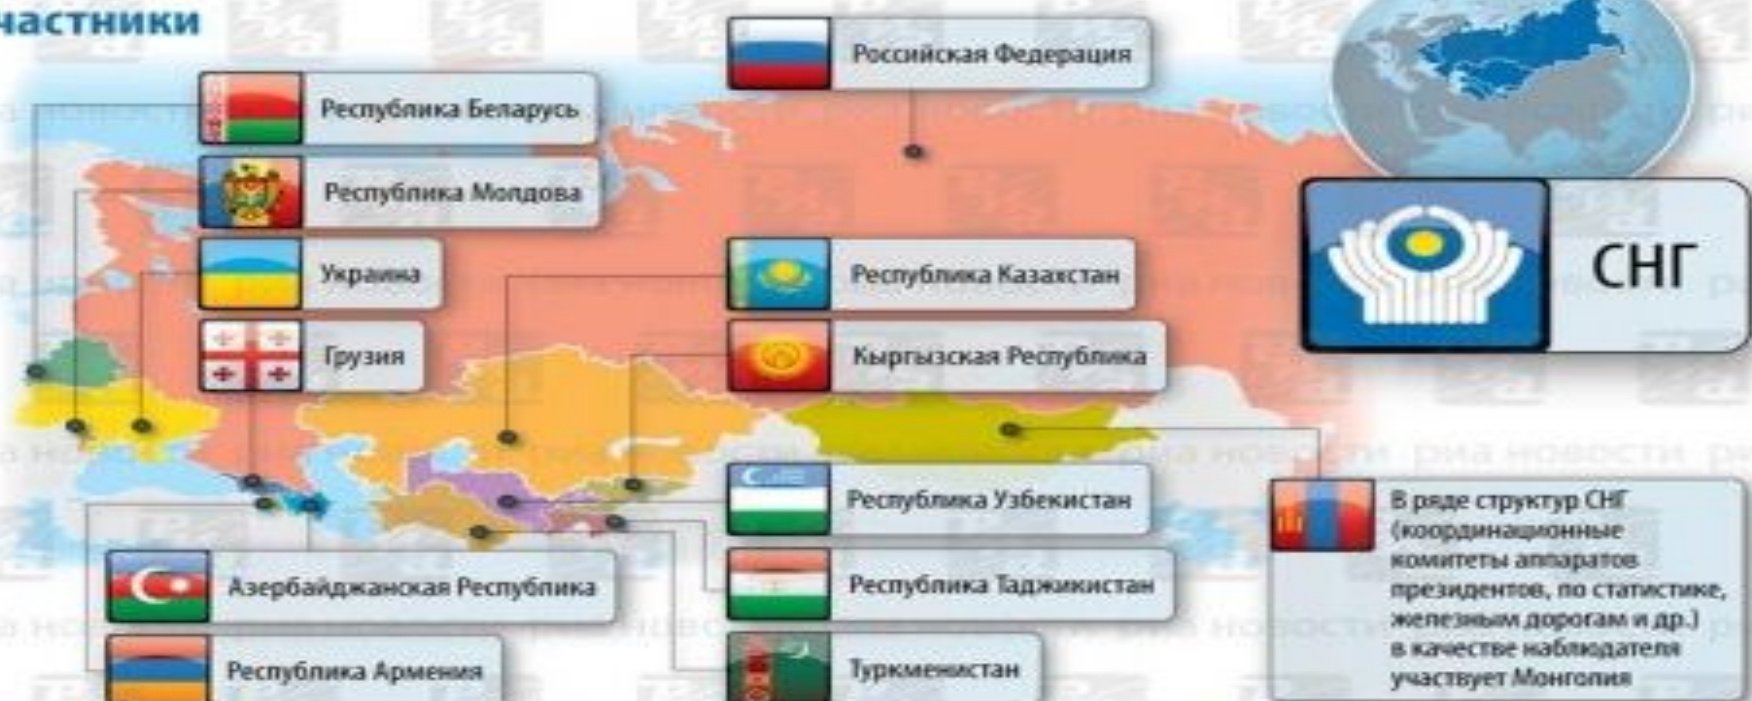 частники
Российская Федерация
Республика Беларусь
Республика Молдова
Украина
Грузия
Республика Казахстан
Кыргызская Республика
СНГ
Республика Узбекистан
Республика Таджикистан
Туркменистан
Азербайджанская Республика
Республика Армения
В ряде структур СНГ
(координационные
комитеты аппаратов
президентов, по статистике,
железным дорогам и др.)
в качестве наблюдателя
участвует Монголия